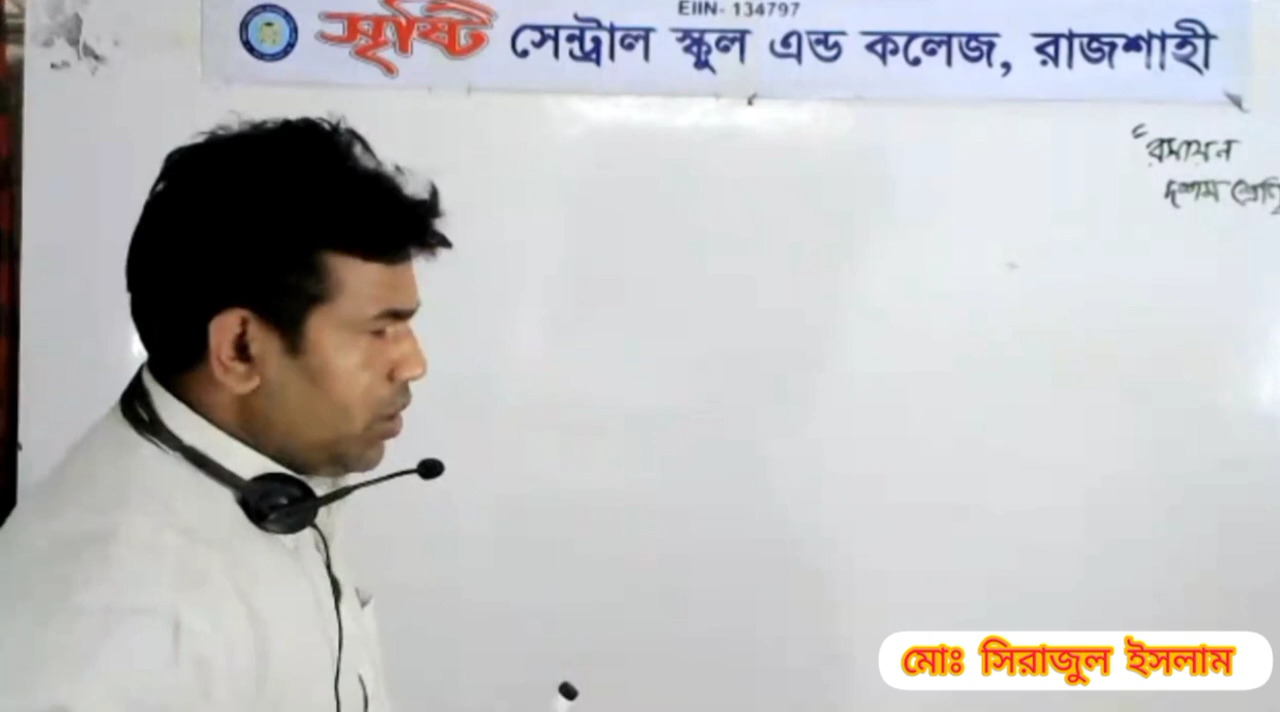 EIIN- 134797
সৃষ্টি সেন্ট্রাল স্কুল এন্ড কলেজ, রাজশাহী
"রসায়ন
দশম শ্রেণি
মোঃ সিরাজুল ইসলাম